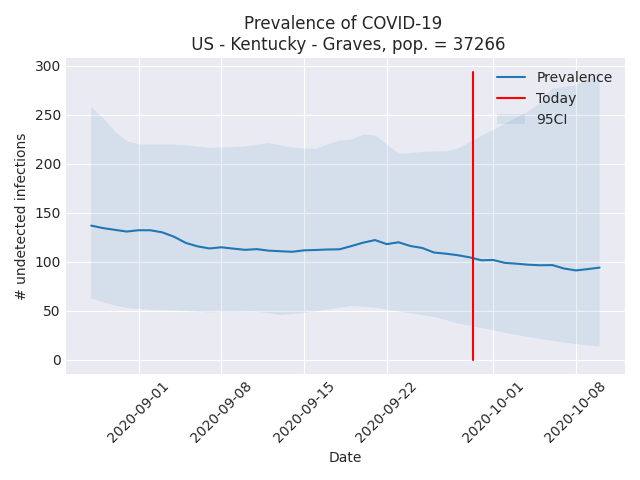 Prevalence of COVID-19
US - Kentucky - Graves, pop. = 37266
Prevalence
Today
95CI
# undetected infections
300
250
200
150
100
50
0
2020-09-01
2020-09-08
2020-09-15
2020-09-22
2020-10-01
2020-10-08
Date